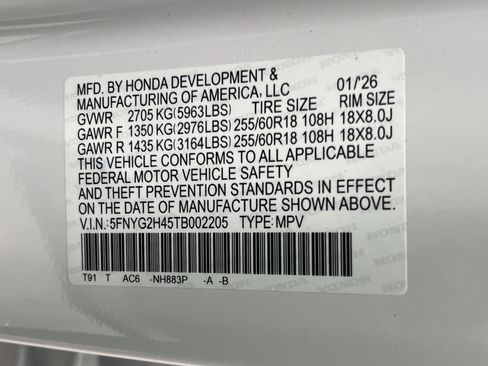 MFD. BY HONDA DEVELOPMENT &
MANUFACTURING OF AMERICA, LLC 01/'26
GVWR 2705 KG(5963LBS) TIRE SIZE RIM SIZE
GAWR F 1350 KG(2976LBS) 255/60R18 108H 18X8.0J
GAWR R 1435 KG(3164LBS) 255/60R18 108H 18X8.0J
THIS VEHICLE CONFORMS TO ALL APPLICABLE
FEDERAL MOTOR VEHICLE SAFETY
AND THEFT PREVENTION STANDARDS IN EFFECT
ON THE DATE OF MANUFACTURE SHOWN ABOVE.
V.I.N.: 5FNYG2H45TB002205 TYPE: MPV
T91 T AC6 -NH883P -A -B